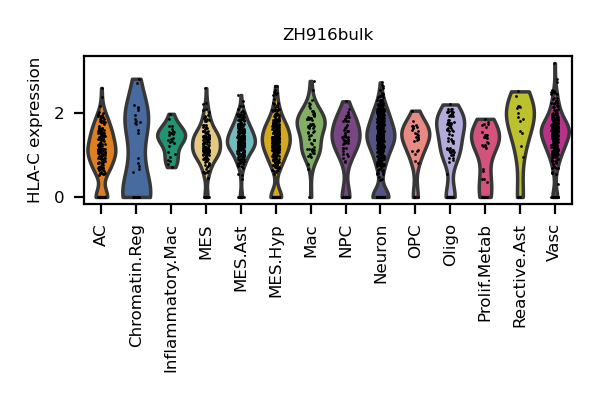 ZH916bulk
HLA-C expression
2
0
AC
Chromatin.Reg
Inflammatory.Mac
MES
MES.Ast
MES.Hyp
Mac
NPC
Neuron
OPC
Oligo
Prolif.Metab
Reactive.Ast
Vasc